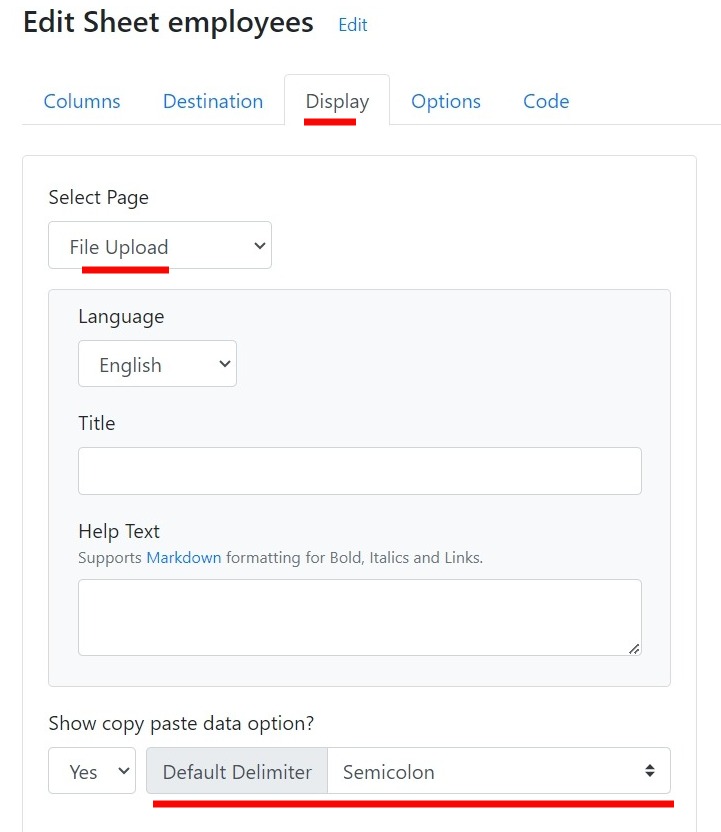 Edit Sheet employees Edit
Columns Destination Display Options Code
Select Page
File Upload
Language
English
Title
Help Text
Supports Markdown formatting for Bold, Italics and Links.
Show copy paste data option?
Yes Default Delimiter Semicolon